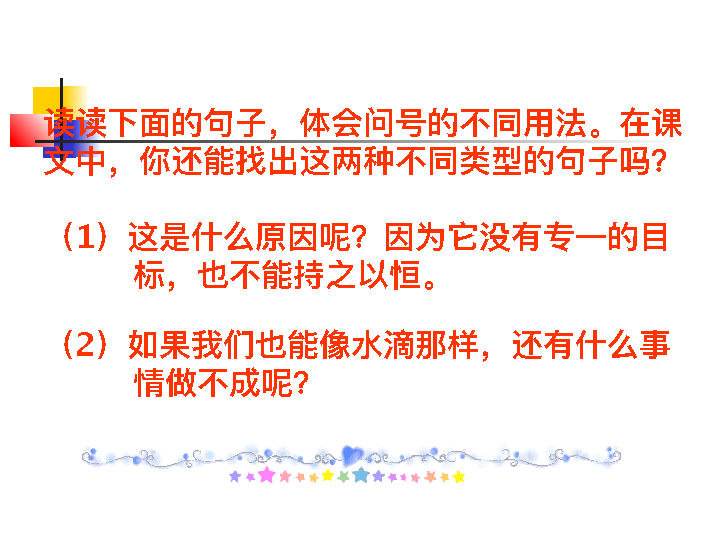 读读下面的句子，体会问号的不同用法。在课
文中，你还能找出这两种不同类型的句子吗？
（1）这是什么原因呢？因为它没有专一的目
标，也不能持之以恒。
（2）如果我们也能像水滴那样，还有什么事
情做不成呢？